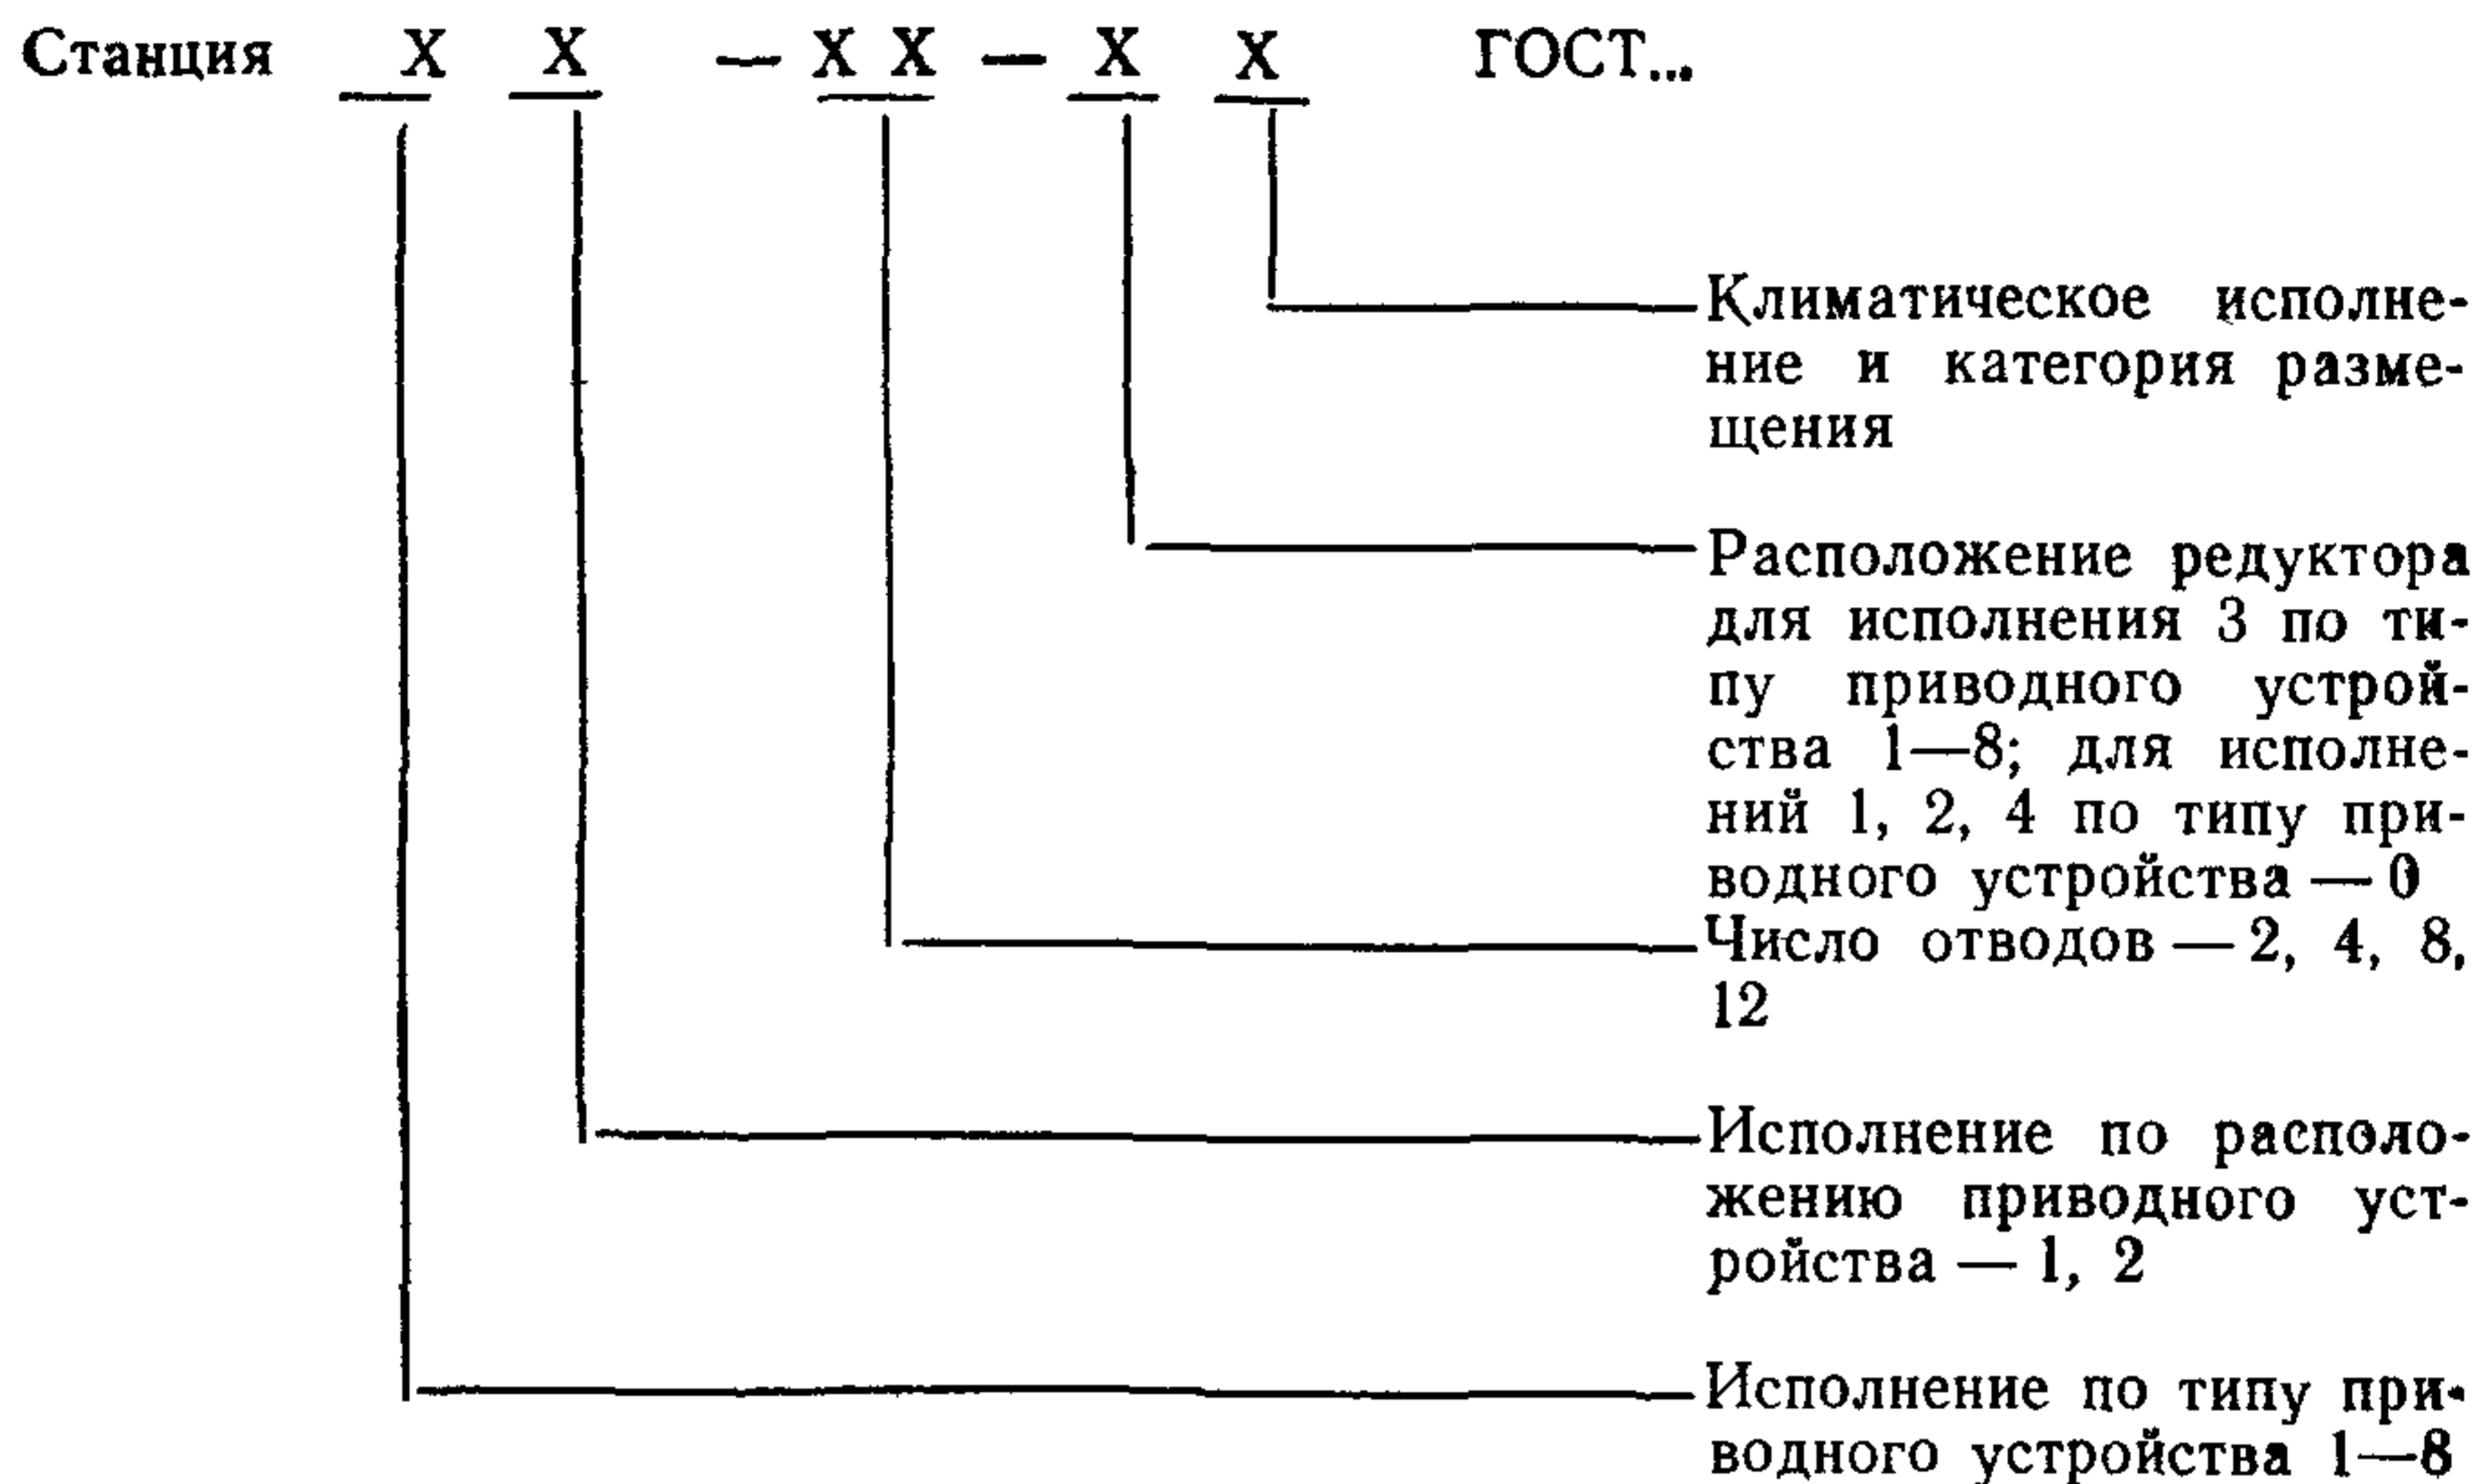 Станция X X — X X — X X ГОСТ...
Климатическое исполне-
ние и категория разме-
щения
Расположение редуктора
для исполнения 3 по ти-
пу приводного устрой-
ства 1—8; для исполне-
ний 1, 2, 4 по типу при-
водного устройства — 0
Число отводов — 2, 4, 8,
12
Исполнение по располо-
жению приводного уст-
ройства — 1, 2
Исполнение по типу при-
водного устройства 1—8